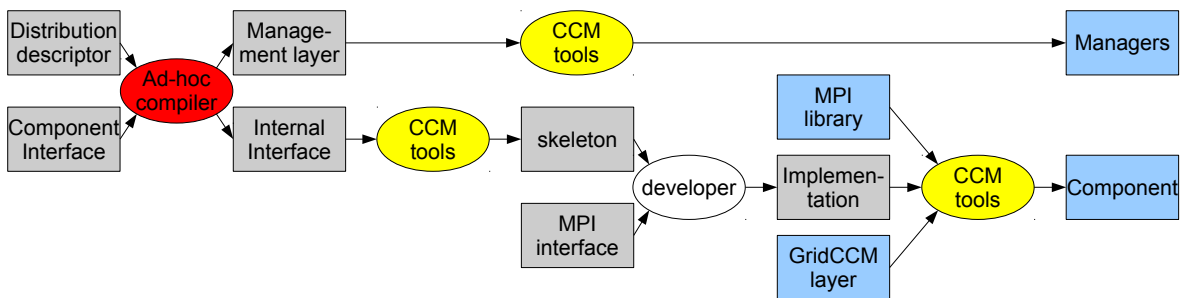 Distribution
descriptor
Manage-
ment layer
CCM
tools
Managers
Ad-hoc
compiler
MPI
library
Component
Interface
Internal
Interface
CCM
tools
skeleton
developer
Implemen-
tation
CCM
tools
Component
MPI
interface
GridCCM
layer